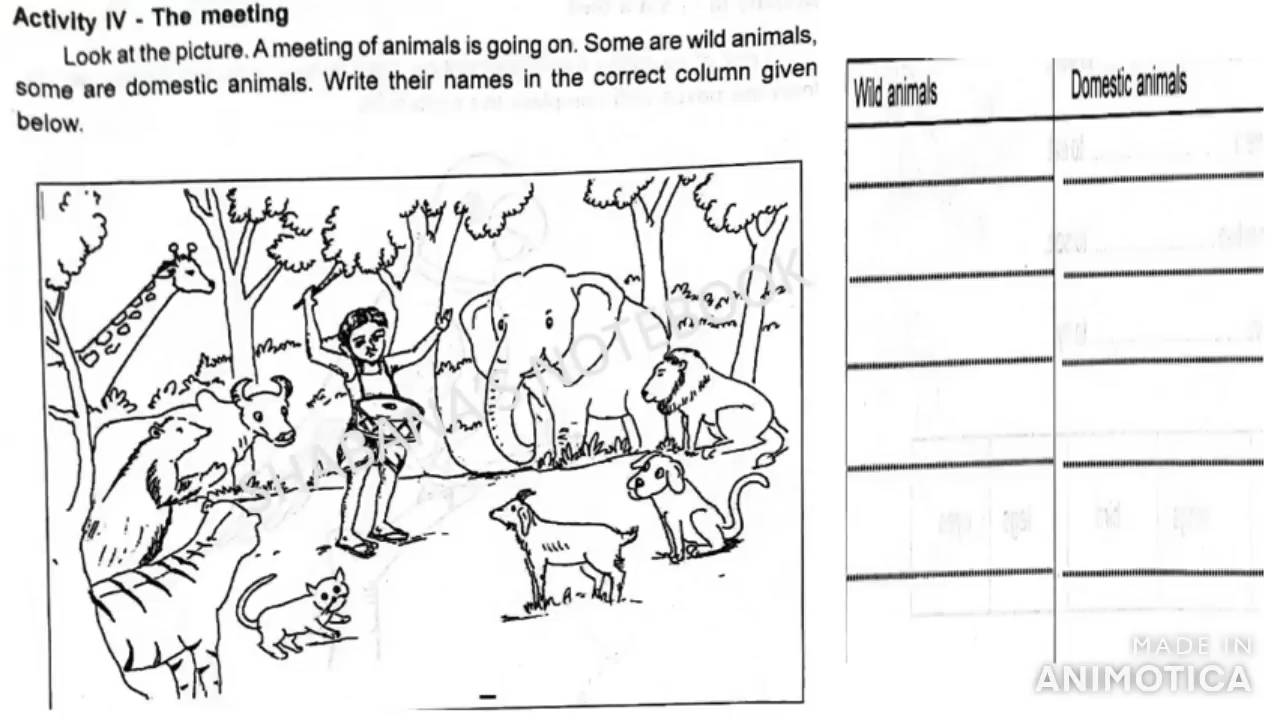 Activity IV - The meeting
Look at the picture. A meeting of animals is going on. Some are wild animals,
some are domestic animals. Write their names in the correct column given
below.
Wild animals
Domestic animals
SHABANA'S NOTEBOOK
MADE IN
ANIMOTICA